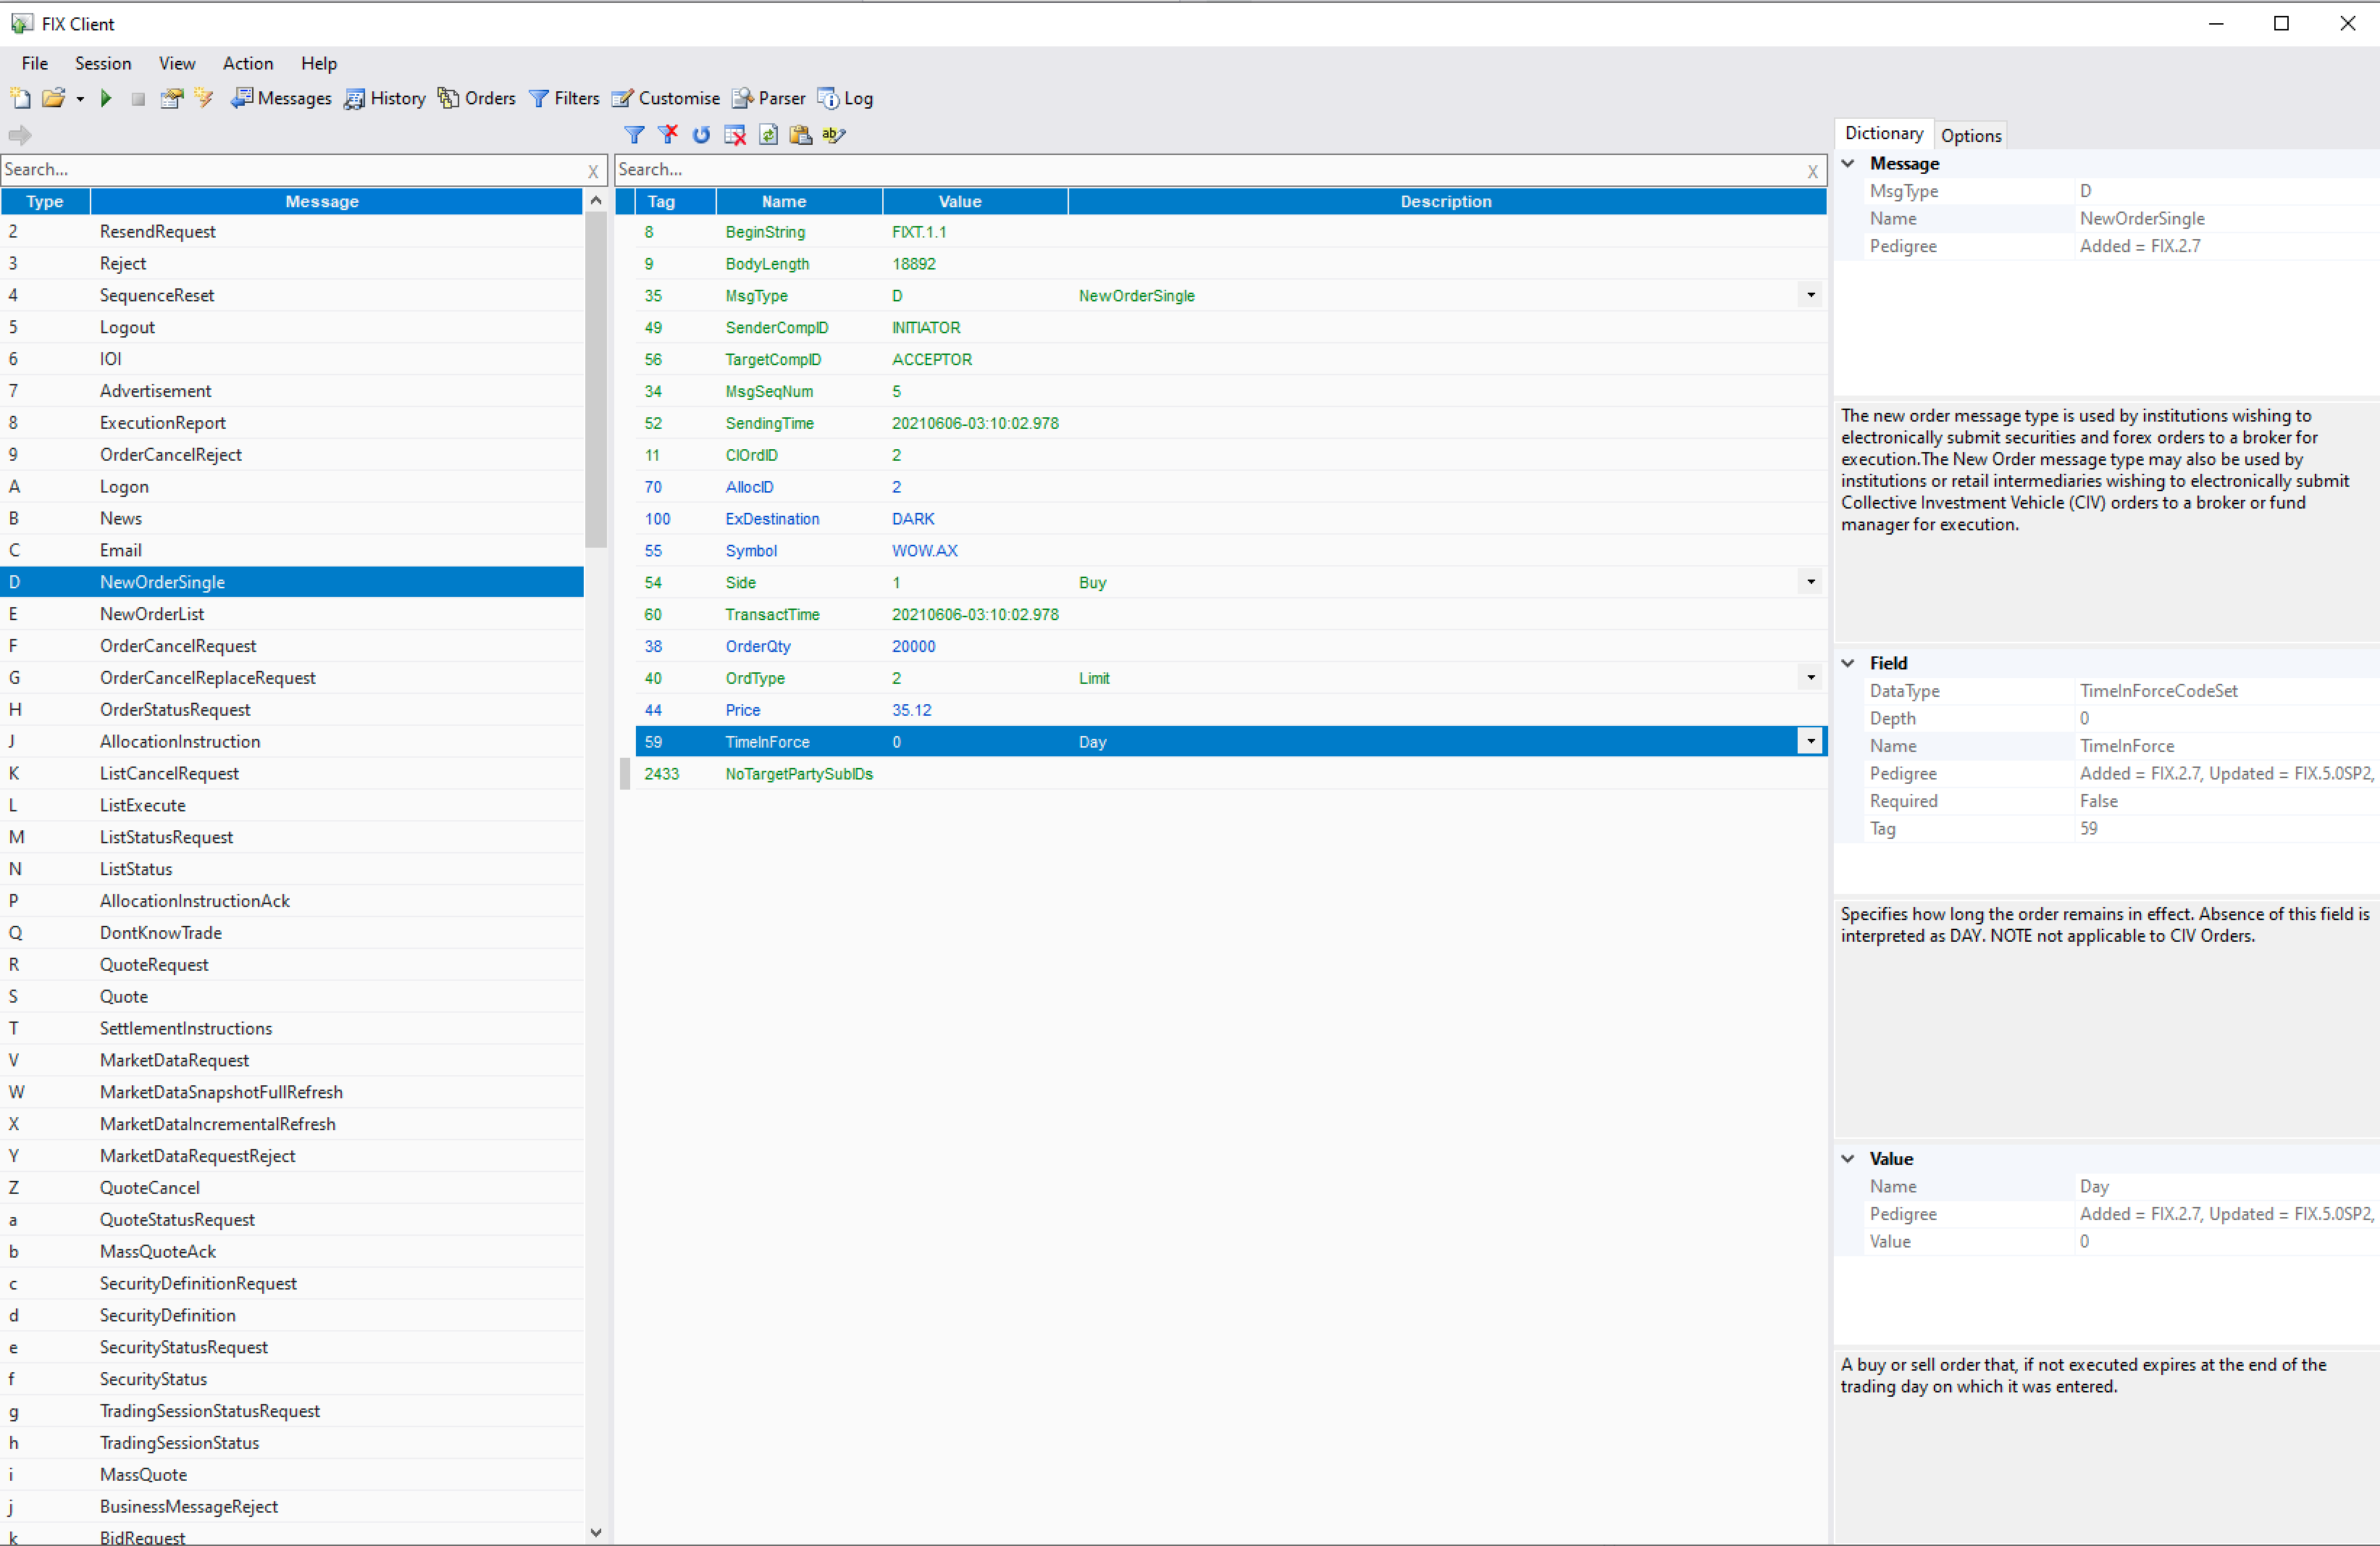 FIX Client
File Session View Action Help
Messages History Orders Filters Customise Parser Log
ab
Dictionary Options
Search... X
Search... X
Type Message
2 ResendRequest
3 Reject
4 SequenceReset
5 Logout
6 IOI
7 Advertisement
8 ExecutionReport
9 OrderCancelReject
A Logon
B News
C Email
D NewOrderSingle
E NewOrderList
F OrderCancelRequest
G OrderCancelReplaceRequest
H OrderStatusRequest
J AllocationInstruction
K ListCancelRequest
L ListExecute
M ListStatusRequest
N ListStatus
P AllocationInstructionAck
Q DontKnowTrade
R QuoteRequest
S Quote
T SettlementInstructions
V MarketDataRequest
W MarketDataSnapshotFullRefresh
X MarketDataIncrementalRefresh
Y MarketDataRequestReject
Z QuoteCancel
a QuoteStatusRequest
b MassQuoteAck
c SecurityDefinitionRequest
d SecurityDefinition
e SecurityStatusRequest
f SecurityStatus
g TradingSessionStatusRequest
h TradingSessionStatus
i MassQuote
j BusinessMessageReject
k BidRequest
Tag Name Value Description
8 BeginString FIXT.1.1
9 BodyLength 18892
35 MsgType D NewOrderSingle
49 SenderCompID INITIATOR
56 TargetCompID ACCEPTOR
34 MsgSeqNum 5
52 SendingTime 20210606-03:10:02.978
11 ClOrdID 2
70 AllocID 2
100 ExDestination DARK
55 Symbol WOW.AX
54 Side 1 Buy
60 TransactTime 20210606-03:10:02.978
38 OrderQty 20000
40 OrdType 2 Limit
44 Price 35.12
59 TimeInForce 0 Day
2433 NoTargetPartySubIDs
Message
MsgType D
Name NewOrderSingle
Pedigree Added = FIX.2.7
The new order message type is used by institutions wishing to
electronically submit securities and forex orders to a broker for
execution.The New Order message type may also be used by
institutions or retail intermediaries wishing to electronically submit
Collective Investment Vehicle (CIV) orders to a broker or fund
manager for execution.
Field
DataType TimeInForceCodeSet
Depth 0
Name TimeInForce
Pedigree Added = FIX.2.7, Updated = FIX.5.0SP2,
Required False
Tag 59
Specifies how long the order remains in effect. Absence of this field is
interpreted as DAY. NOTE not applicable to CIV Orders.
Value
Name Day
Pedigree Added = FIX.2.7, Updated = FIX.5.0SP2,
Value 0
A buy or sell order that, if not executed expires at the end of the
trading day on which it was entered.